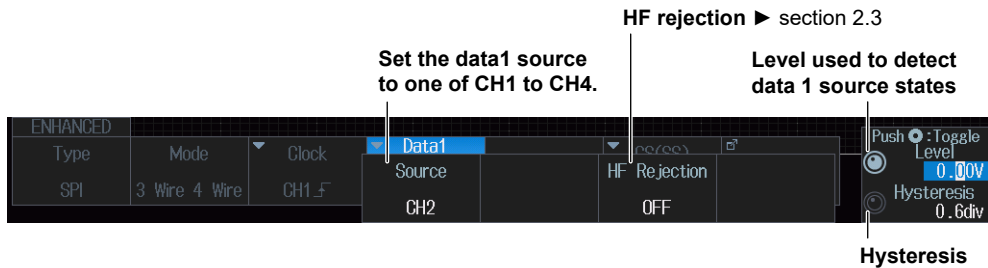 HF rejection ► section 2.3
Set the data1 source
to one of CH1 to CH4.
Level used to detect
data 1 source states
ENHANCED
Type
SPI
Mode
3 Wire 4 Wire
Clock
CH1
Data1
Source
CH2
HF Rejection
OFF
Push :Toggle
Level
0.00V
Hysteresis
0.6div
Hysteresis